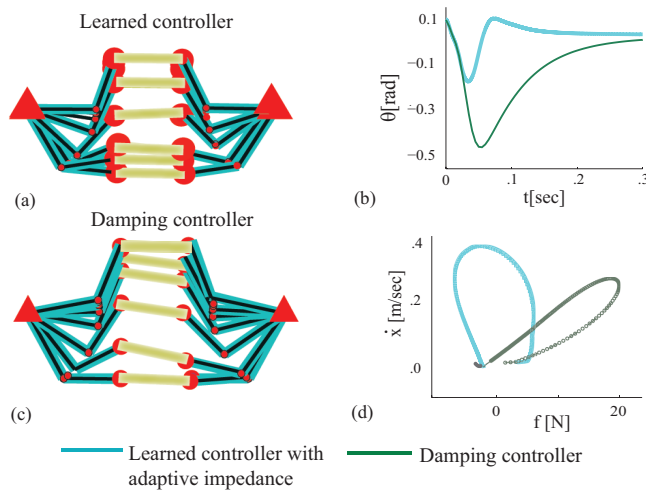 Learned controller
(a)
0.1
−0.1
−0.3
−0.5
θ[rad]
0
.1
.2
.3
t[sec]
(b)
Damping controller
(c)
.4
.2
.0
ẋ [m/sec]
0
20
f [N]
(d)
Learned controller with
adaptive impedance
Damping controller